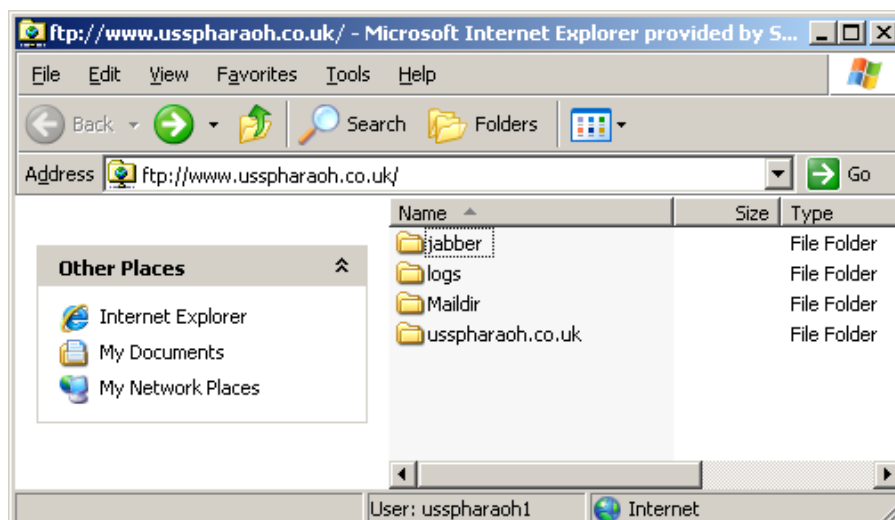 ftp://www.usspharaoh.co.uk/ - Microsoft Internet Explorer provided by S...
File Edit View Favorites Tools Help
Back Search Folders
Address ftp://www.usspharaoh.co.uk/ Go
Name Size Type
Other Places
Internet Explorer
My Documents
My Network Places
jabber File Folder
logs File Folder
Maildir File Folder
usspharaoh.co.uk File Folder
User: usspharaoh1 Internet